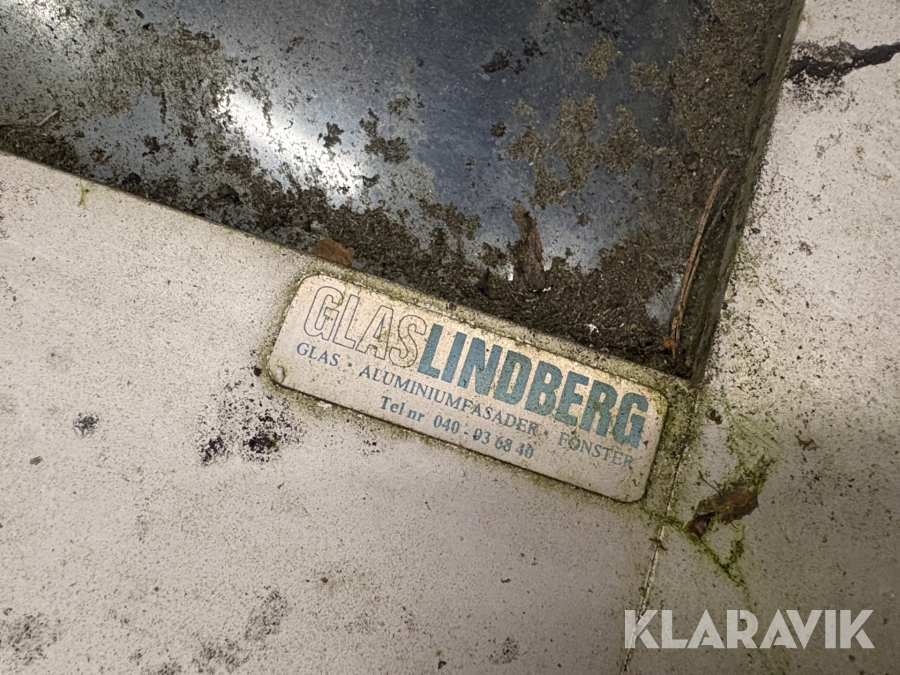 GLASLINDBERG
GLAS · ALUMINIUMFASADER · FÖNSTER
Tel nr 040 - 93 68 40
KLARAVIK